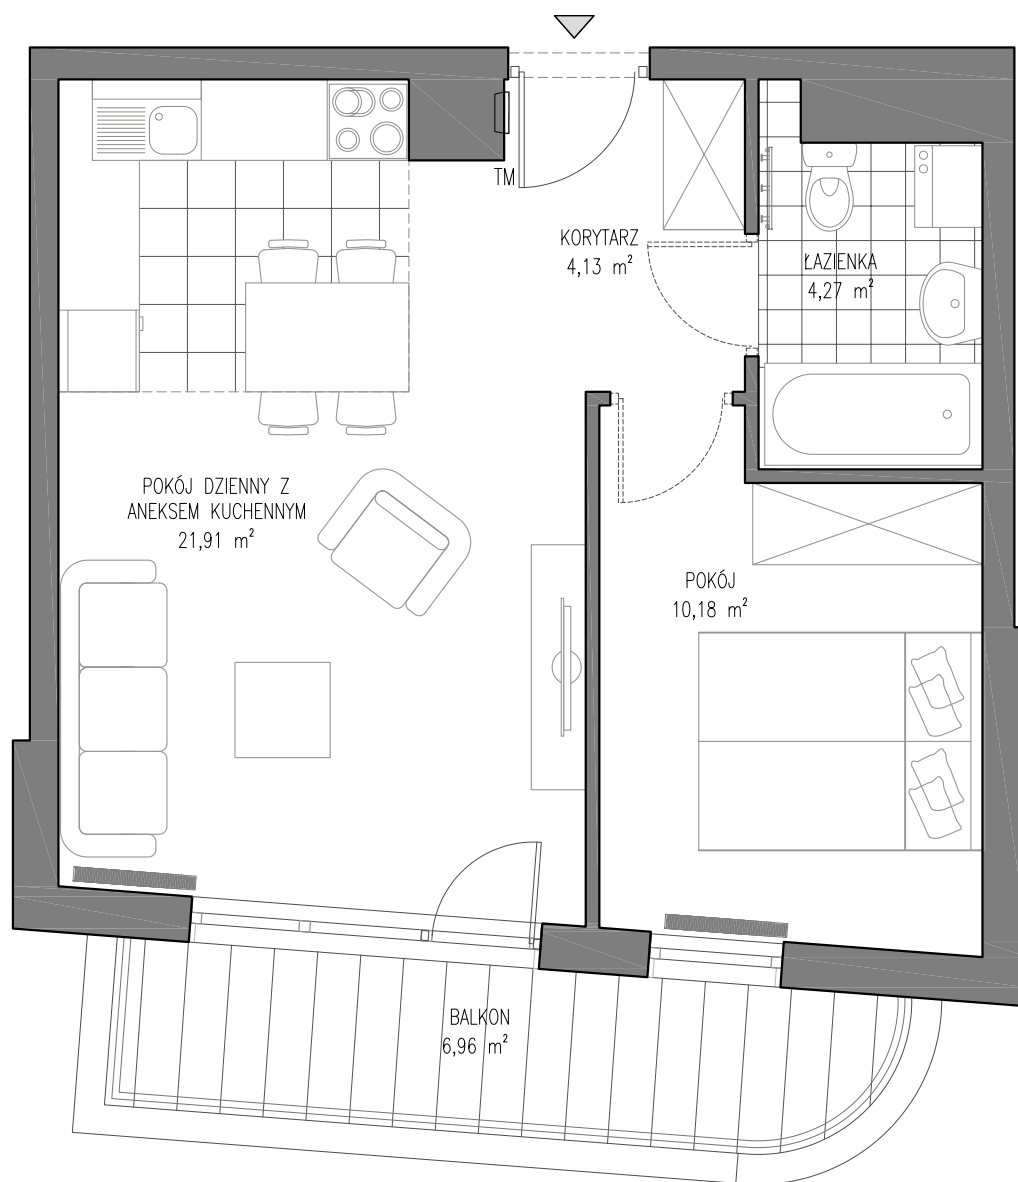 TM
KORYTARZ
4,13 m²
ŁAZIENKA
4,27 m²
POKÓJ DZIENNY Z
ANEKSEM KUCHENNYM
21,91 m²
POKÓJ
10,18 m²
BALKON
6,96 m²